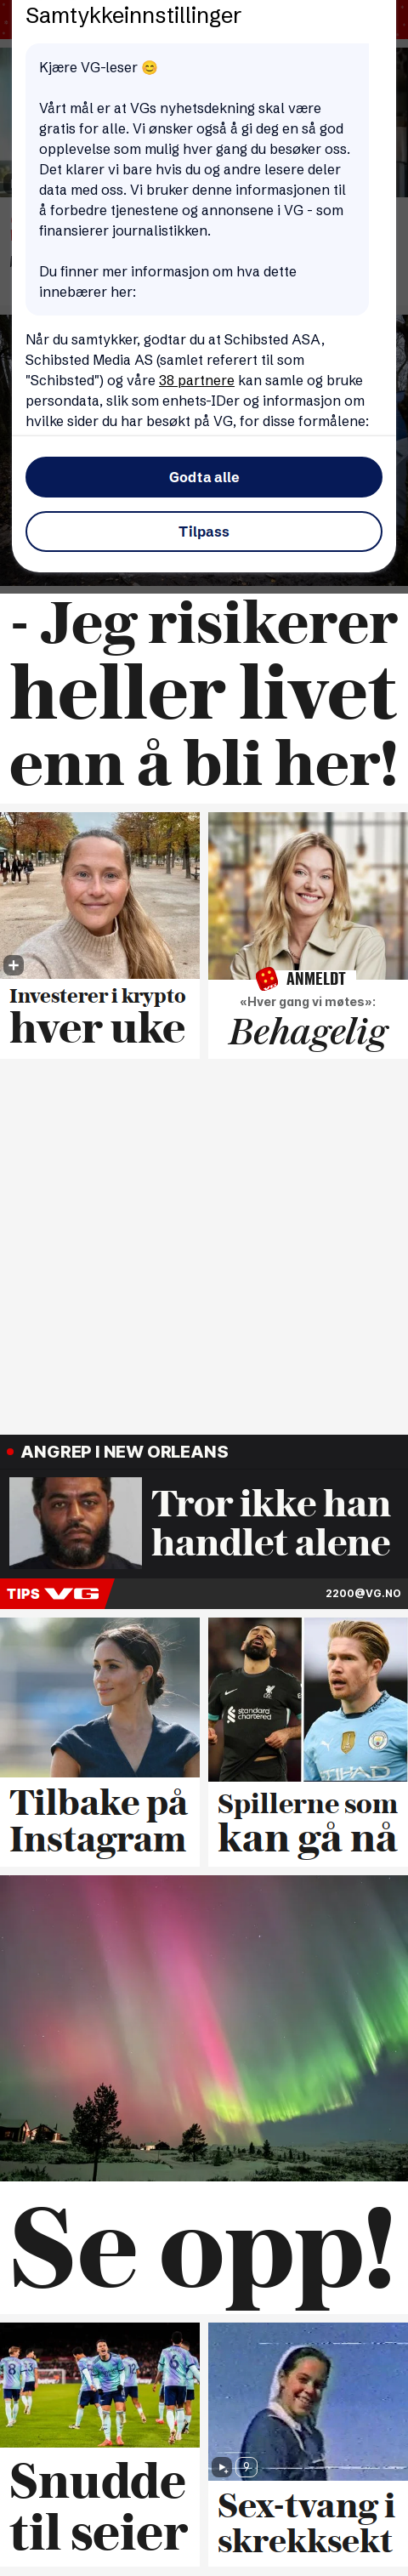 Samtykkeinnstillinger
Kjære VG-leser 😊
Vårt mål er at VGs nyhetsdekning skal være
gratis for alle. Vi ønsker også å gi deg en så god
opplevelse som mulig hver gang du besøker oss.
Det klarer vi bare hvis du og andre lesere deler
data med oss. Vi bruker denne informasjonen til
å forbedre tjenestene og annonsene i VG - som
finansierer journalistikken.
Du finner mer informasjon om hva dette
innebærer her:
Når du samtykker, godtar du at Schibsted ASA,
Schibsted Media AS (samlet referert til som
"Schibsted") og våre 38 partnere kan samle og bruke
persondata, slik som enhets-IDer og informasjon om
hvilke sider du har besøkt på VG, for disse formålene:
Godta alle
Tilpass
- Jeg risikerer
heller livet
enn å bli her!
Investerer i krypto
hver uke
ANMELDT
«Hver gang vi møtes»:
Behagelig
ANGREP I NEW ORLEANS
Tror ikke han
handlet alene
TIPS VG
2200@VG.NO
standard
chartered
Tilbake på
Instagram
Spillerne som
kan gå nå
Se opp!
Snudde
til seier
9
Sex-tvang i
skrekksekt